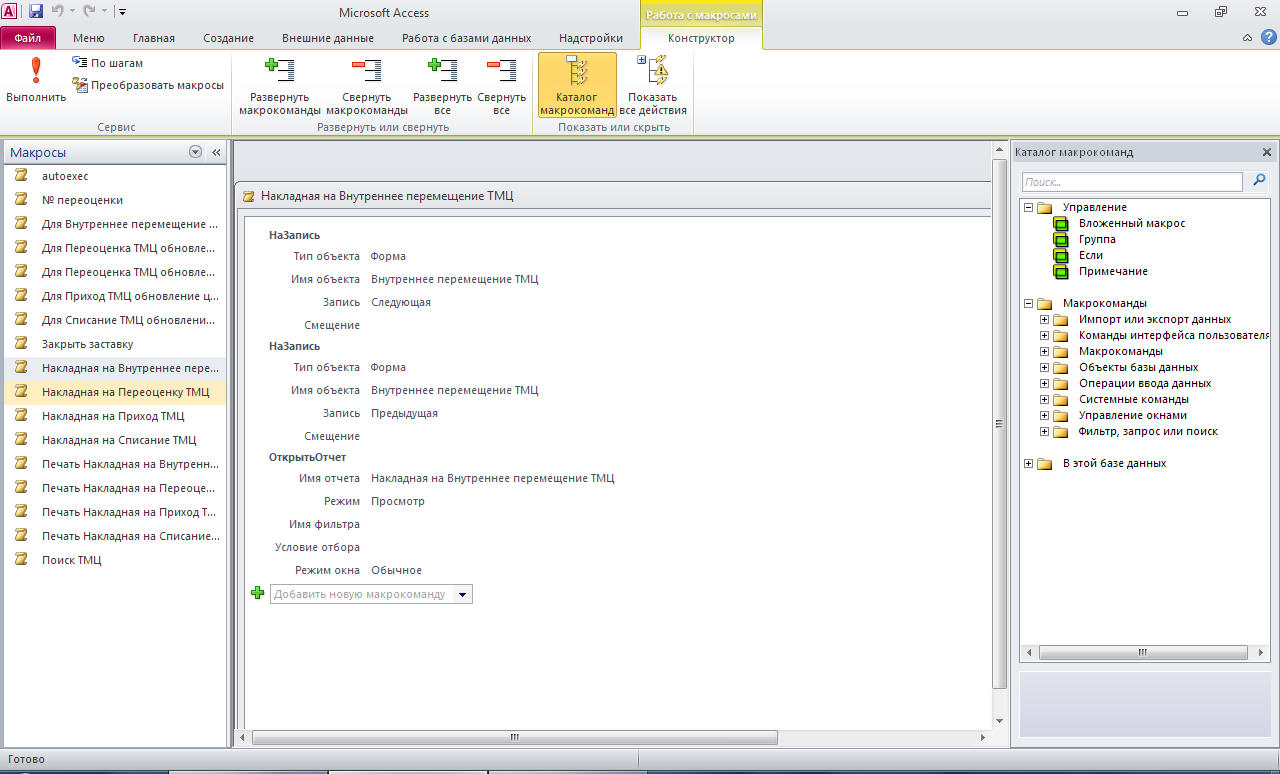 Microsoft Access
Работа с макросами
Файл Меню Главная Создание Внешние данные Работа с базами данных Надстройки Конструктор
Выполнить
По шагам
Преобразовать макросы
Развернуть макрокоманды
Свернуть макрокоманды
Развернуть все
Свернуть все
Каталог макрокоманд
Показать все действия
Сервис
Развернуть или свернуть
Показать или скрыть
Макросы
autoexec
№ переоценки
Для Внутреннее перемещение ...
Для Переоценка ТМЦ обновле...
Для Переоценка ТМЦ обновле...
Для Приход ТМЦ обновление ц...
Для Списание ТМЦ обновлени...
Закрыть заставку
Накладная на Внутреннее пере...
Накладная на Переоценку ТМЦ
Накладная на Приход ТМЦ
Накладная на Списание ТМЦ
Печать Накладная на Внутренн...
Печать Накладная на Переоце...
Печать Накладная на Приход Т...
Печать Накладная на Списание...
Поиск ТМЦ
Накладная на Внутреннее перемещение ТМЦ
НаЗапись
Тип объекта Форма
Имя объекта Внутреннее перемещение ТМЦ
Запись Следующая
Смещение
НаЗапись
Тип объекта Форма
Имя объекта Внутреннее перемещение ТМЦ
Запись Предыдущая
Смещение
ОткрытьОтчет
Имя отчета Накладная на Внутреннее перемещение ТМЦ
Режим Просмотр
Имя фильтра
Условие отбора
Режим окна Обычное
Добавить новую макрокоманду
Каталог макрокоманд
Поиск...
Управление
Вложенный макрос
Группа
Если
Примечание
Макрокоманды
Импорт или экспорт данных
Команды интерфейса пользователя
Макрокоманды
Объекты базы данных
Операции ввода данных
Системные команды
Управление окнами
Фильтр, запрос или поиск
В этой базе данных
Готово